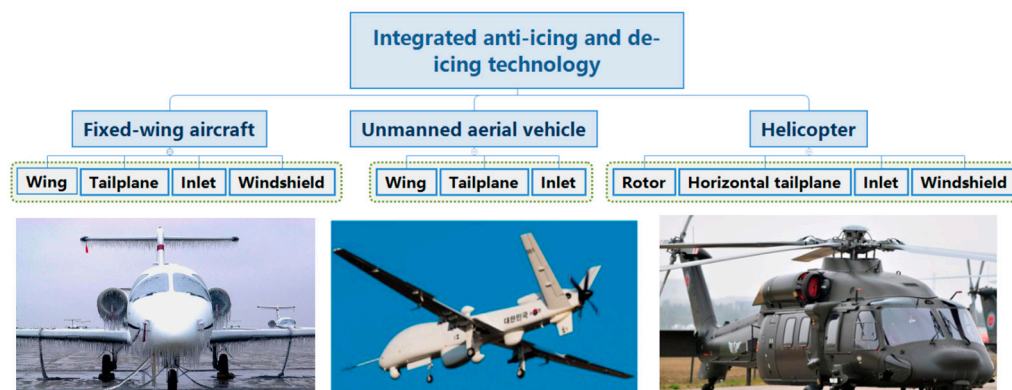 Integrated anti-icing and de-
icing technology
Fixed-wing aircraft
Unmanned aerial vehicle
Helicopter
Wing
Tailplane
Inlet
Windshield
Wing
Tailplane
Inlet
Rotor
Horizontal tailplane
Inlet
Windshield
대한민국